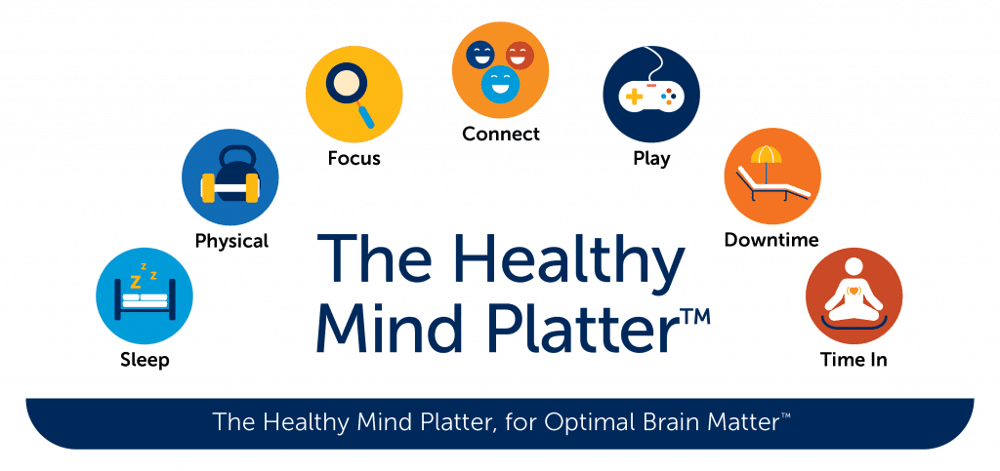 Connect
Focus
Play
Physical
Downtime
z
z
z
Sleep
Time In
The Healthy
Mind Platter™
The Healthy Mind Platter, for Optimal Brain Matter™